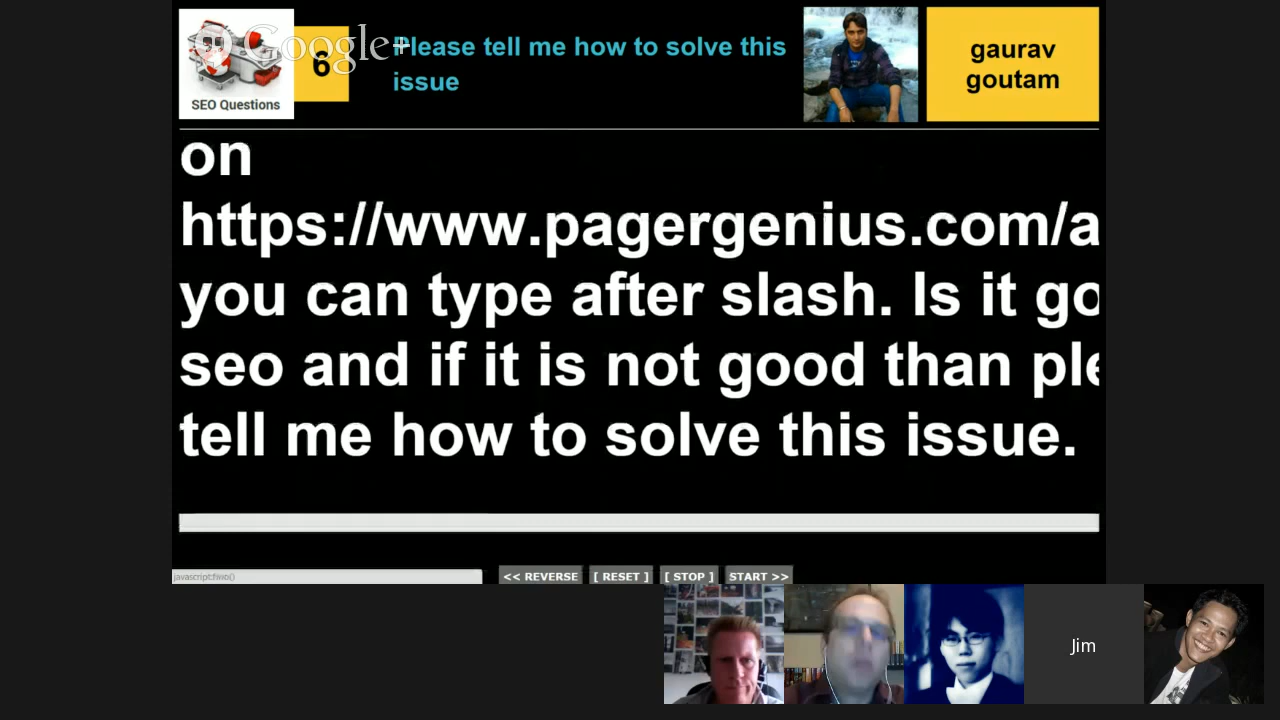 Google+
SEO Questions
6
Please tell me how to solve this
issue
gaurav
goutam
on
https://www.pagergenius.com/a
you can type after slash. Is it go
seo and if it is not good than ple
tell me how to solve this issue.
<< REVERSE
[ RESET ]
[ STOP ]
START >>
Jim